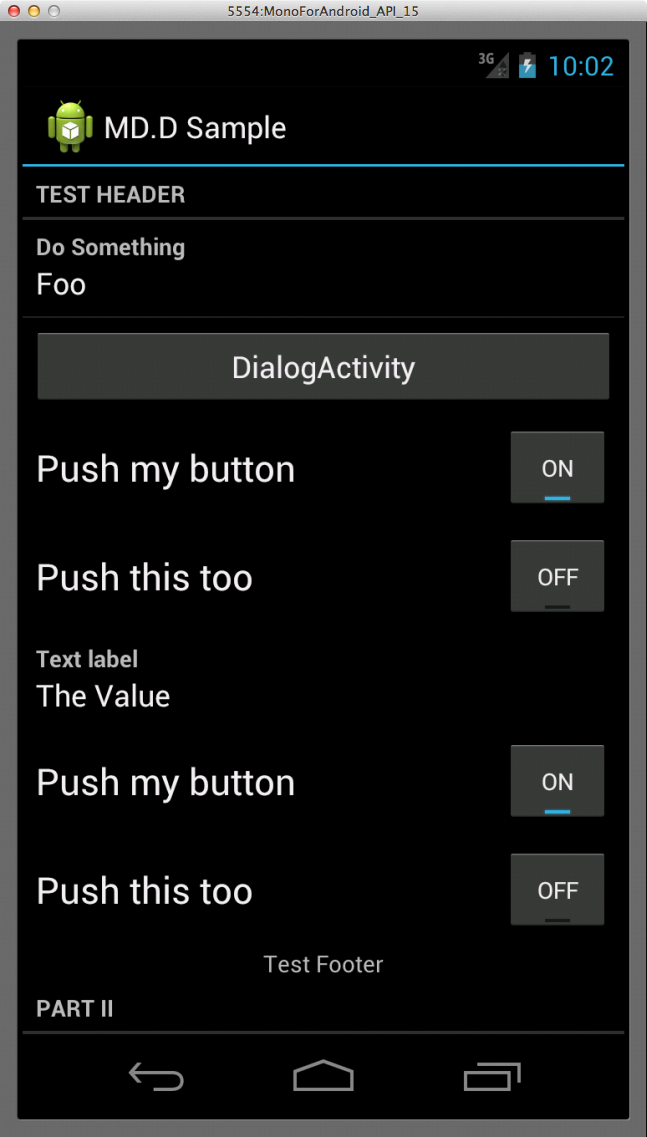 5554:MonoForAndroid_API_15
3G 10:02
MD.D Sample
TEST HEADER
Do Something
Foo
DialogActivity
Push my button ON
Push this too OFF
Text label
The Value
Push my button ON
Push this too OFF
Test Footer
PART II